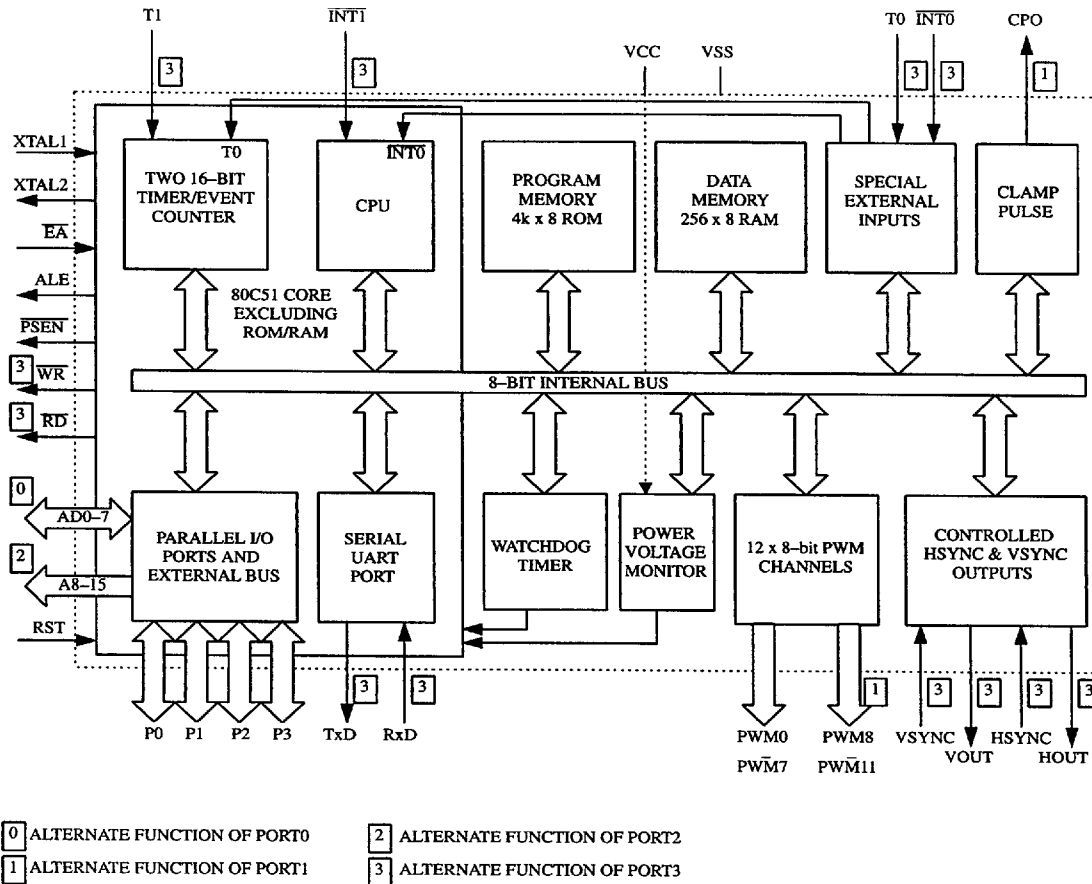 T1
INT1
T0 INT0
CPO
VCC
VSS
3
3
3
3
1
XTAL1
XTAL2
EA
ALE
PSEN
3 WR
3 RD
T0
TWO 16–BIT
TIMER/EVENT
COUNTER
INT0
CPU
PROGRAM
MEMORY
4k x 8 ROM
DATA
MEMORY
256 x 8 RAM
SPECIAL
EXTERNAL
INPUTS
CLAMP
PULSE
80C51 CORE
EXCLUDING
ROM/RAM
8–BIT INTERNAL BUS
0
AD0–7
2
A8–15
RST
PARALLEL I/O
PORTS AND
EXTERNAL BUS
SERIAL
UART
PORT
WATCHDOG
TIMER
POWER
VOLTAGE
MONITOR
12 x 8–bit PWM
CHANNELS
CONTROLLED
HSYNC & VSYNC
OUTPUTS
3
3
1
3
3
3
3
P0
P1
P2
P3
TxD
RxD
PWM0
–
PWM7
PWM8
–
PWM11
VSYNC
VOUT
HSYNC
HOUT
0 ALTERNATE FUNCTION OF PORT0
1 ALTERNATE FUNCTION OF PORT1
2 ALTERNATE FUNCTION OF PORT2
3 ALTERNATE FUNCTION OF PORT3